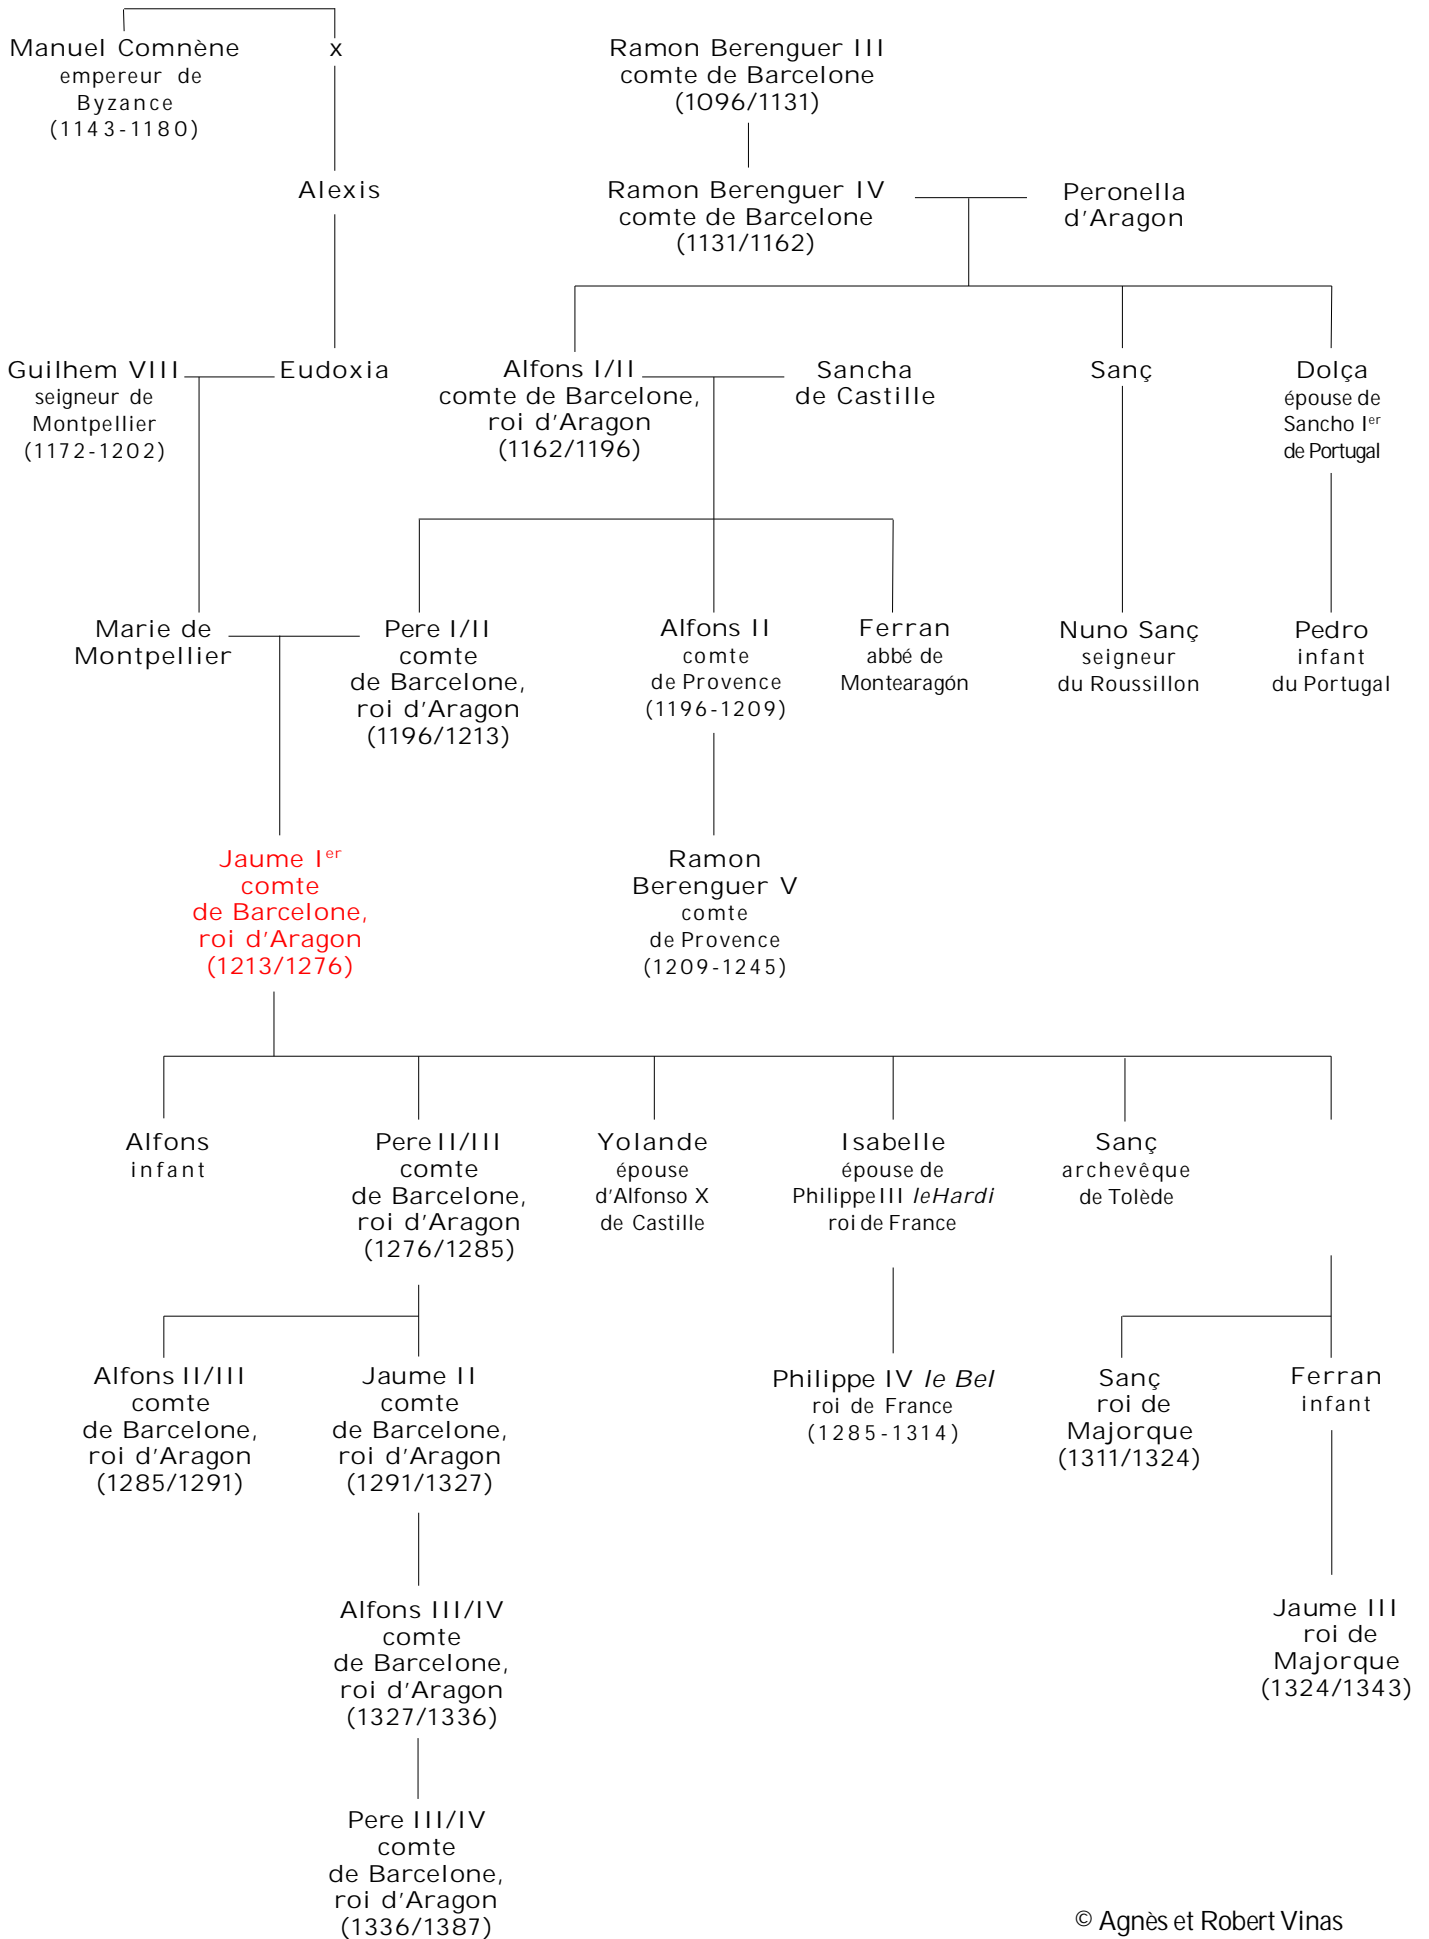 Manuel Comnène
empereur de
Byzance
(1143-1180)
x
Ramon Berenguer III
comte de Barcelone
(1096/1131)
Alexis
Ramon Berenguer IV
comte de Barcelone
(1131/1162)
Peronella
d'Aragon
Guilhem VIII
seigneur de
Montpellier
(1172-1202)
Eudoxia
Alfons I/II
comte de Barcelone,
roi d'Aragon
(1162/1196)
Sancha
de Castille
Sanç
Dolça
épouse de
Sancho Ier
de Portugal
Marie de
Montpellier
Pere I/II
comte
de Barcelone,
roi d'Aragon
(1196/1213)
Alfons II
comte
de Provence
(1196-1209)
Ferran
abbé de
Montearagón
Nuno Sanç
seigneur
du Roussillon
Pedro
infant
du Portugal
Jaume Ier
comte
de Barcelone,
roi d'Aragon
(1213/1276)
Ramon
Berenguer V
comte
de Provence
(1209-1245)
Alfons
infant
Pere II/III
comte
de Barcelone,
roi d'Aragon
(1276/1285)
Yolande
épouse
d'Alfonso X
de Castille
Isabelle
épouse de
Philippe III le Hardi
roi de France
Sanç
archevêque
de Tolède
Alfons II/III
comte
de Barcelone,
roi d'Aragon
(1285/1291)
Jaume II
comte
de Barcelone,
roi d'Aragon
(1291/1327)
Philippe IV le Bel
roi de France
(1285-1314)
Sanç
roi de
Majorque
(1311/1324)
Ferran
infant
Alfons III/IV
comte
de Barcelone,
roi d'Aragon
(1327/1336)
Jaume III
roi de
Majorque
(1324/1343)
Pere III/IV
comte
de Barcelone,
roi d'Aragon
(1336/1387)
© Agnès et Robert Vinas